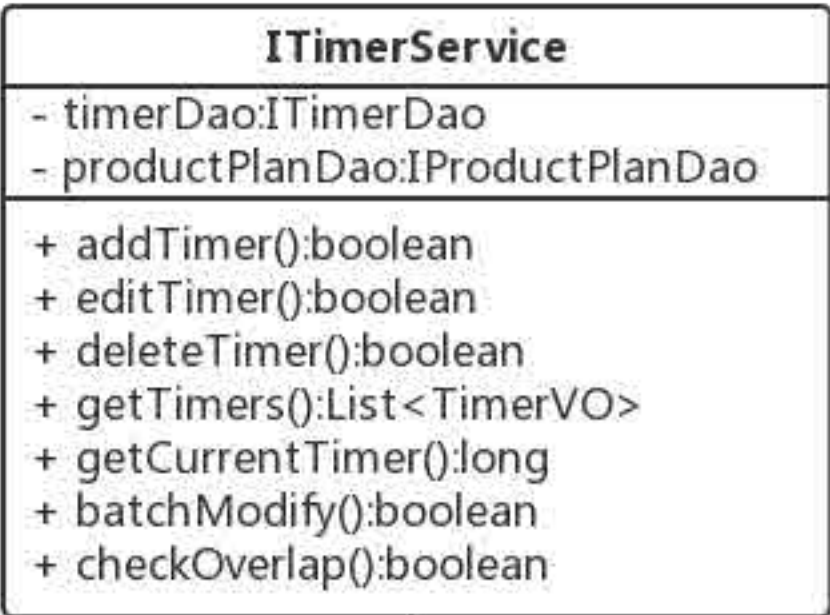 ITimerService
- timerDao:ITimerDao
- productPlanDao:IProductPlanDao
+ addTimer():boolean
+ editTimer():boolean
+ deleteTimer():boolean
+ getTimers():List<TimerVO>
+ getCurrentTimer():long
+ batchModify():boolean
+ checkOverlap():boolean